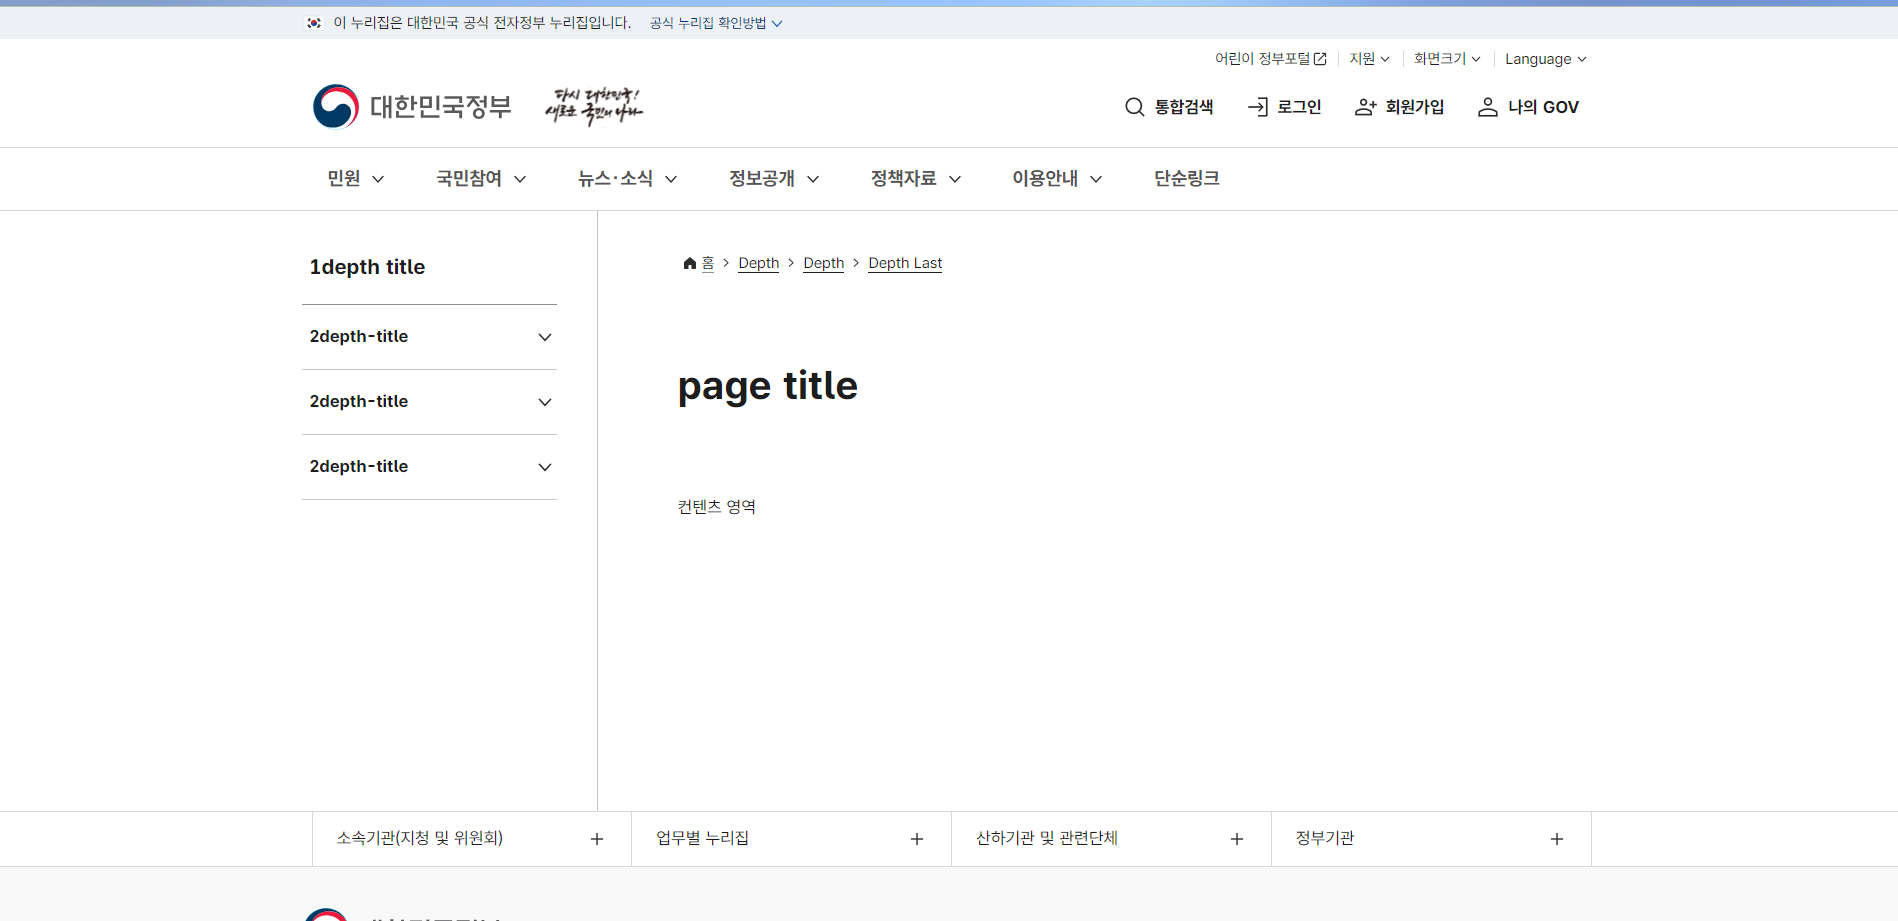 이 누리집은 대한민국 공식 전자정부 누리집입니다. 공식 누리집 확인방법
어린이 정부포털 지원 화면크기 Language
대한민국정부 다시 대한민국! 새로운 국민의 나라
통합검색 로그인 회원가입 나의 GOV
민원 국민참여 뉴스·소식 정보공개 정책자료 이용안내 단순링크
1depth title
2depth-title
2depth-title
2depth-title
홈 > Depth > Depth > Depth Last
page title
컨텐츠 영역
소속기관(지청 및 위원회) 업무별 누리집 산하기관 및 관련단체 정부기관